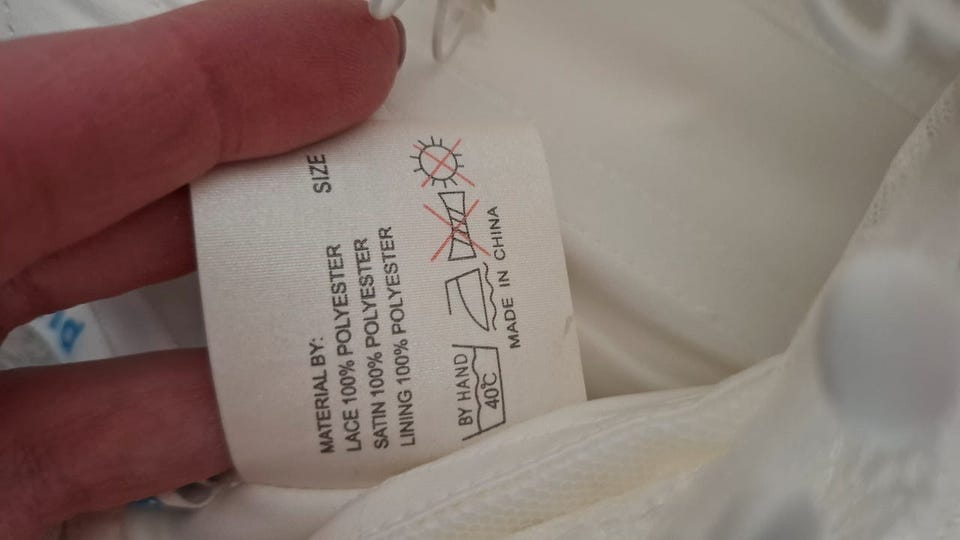 SIZE
MATERIAL BY:
LACE 100% POLYESTER
SATIN 100% POLYESTER
LINING 100% POLYESTER
BY HAND
40℃
MADE IN CHINA